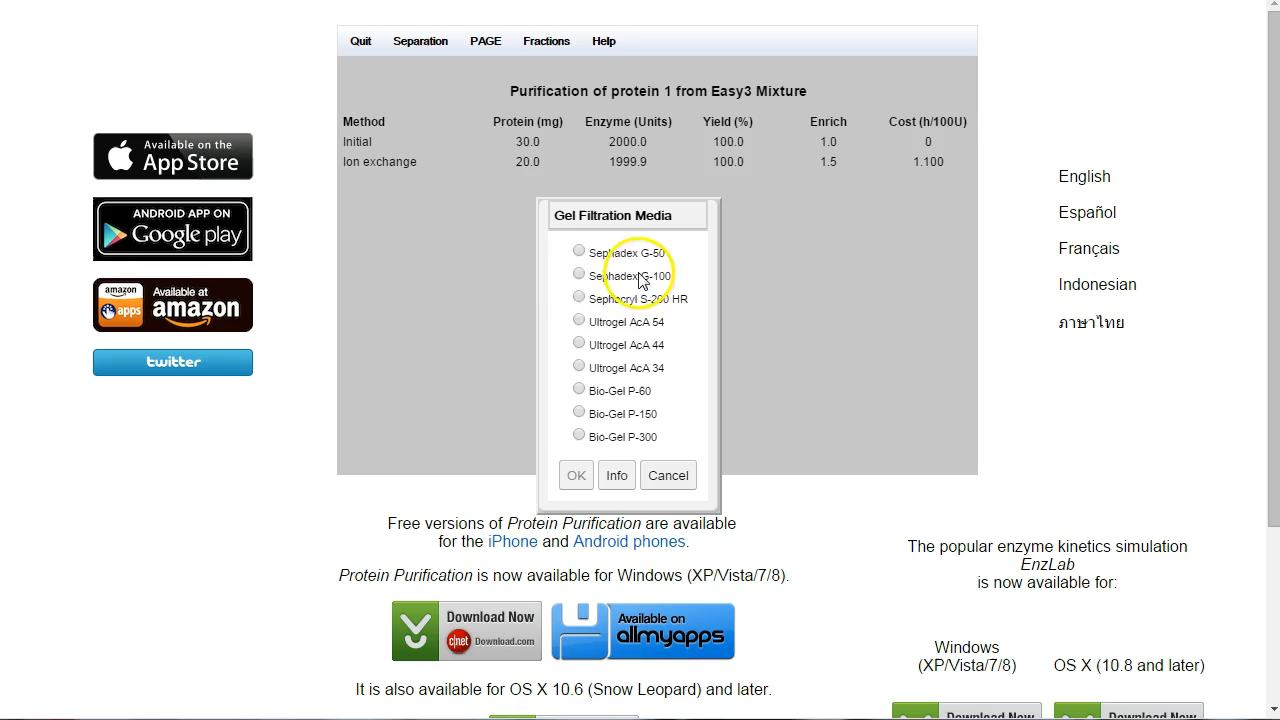 Quit Separation PAGE Fractions Help
Purification of protein 1 from Easy3 Mixture
Method Protein (mg) Enzyme (Units) Yield (%) Enrich Cost (h/100U)
Initial 30.0 2000.0 100.0 1.0 0
Ion exchange 20.0 1999.9 100.0 1.5 1.100
Gel Filtration Media
Sephadex G-50
Sephadex G-100
Sephacryl S-200 HR
Ultrogel AcA 54
Ultrogel AcA 44
Ultrogel AcA 34
Bio-Gel P-60
Bio-Gel P-150
Bio-Gel P-300
OK Info Cancel
Available on the
App Store
ANDROID APP ON
Google play
amazon
apps
Available at
amazon
twitter
English
Español
Français
Indonesian
ภาษาไทย
Free versions of Protein Purification are available
for the iPhone and Android phones.
Protein Purification is now available for Windows (XP/Vista/7/8).
Download Now
c|net Download.com
Available on
allmyapps
It is also available for OS X 10.6 (Snow Leopard) and later.
The popular enzyme kinetics simulation
EnzLab
is now available for:
Windows
(XP/Vista/7/8)
OS X (10.8 and later)
Download Now
Download Now